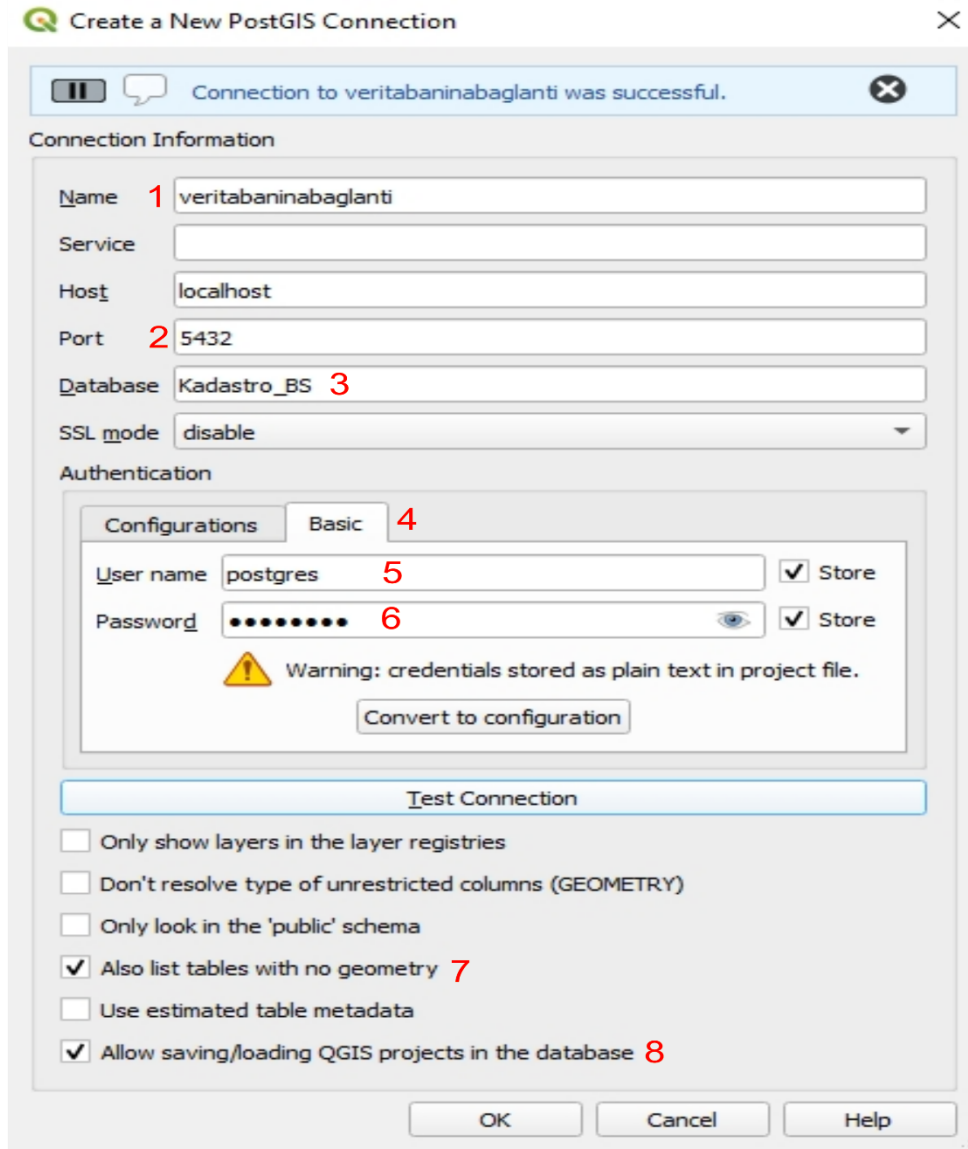 Create a New PostGIS Connection
Connection to veritabaninabaglanti was successful.
Connection Information
Name 1 veritabaninabaglanti
Service
Host localhost
Port 2 5432
Database Kadastro_BS 3
SSL mode disable
Authentication
Configurations Basic 4
User name postgres 5 Store
Password 6 Store
Warning: credentials stored as plain text in project file.
Convert to configuration
Test Connection
Only show layers in the layer registries
Don't resolve type of unrestricted columns (GEOMETRY)
Only look in the 'public' schema
Also list tables with no geometry 7
Use estimated table metadata
Allow saving/loading QGIS projects in the database 8
OK Cancel Help